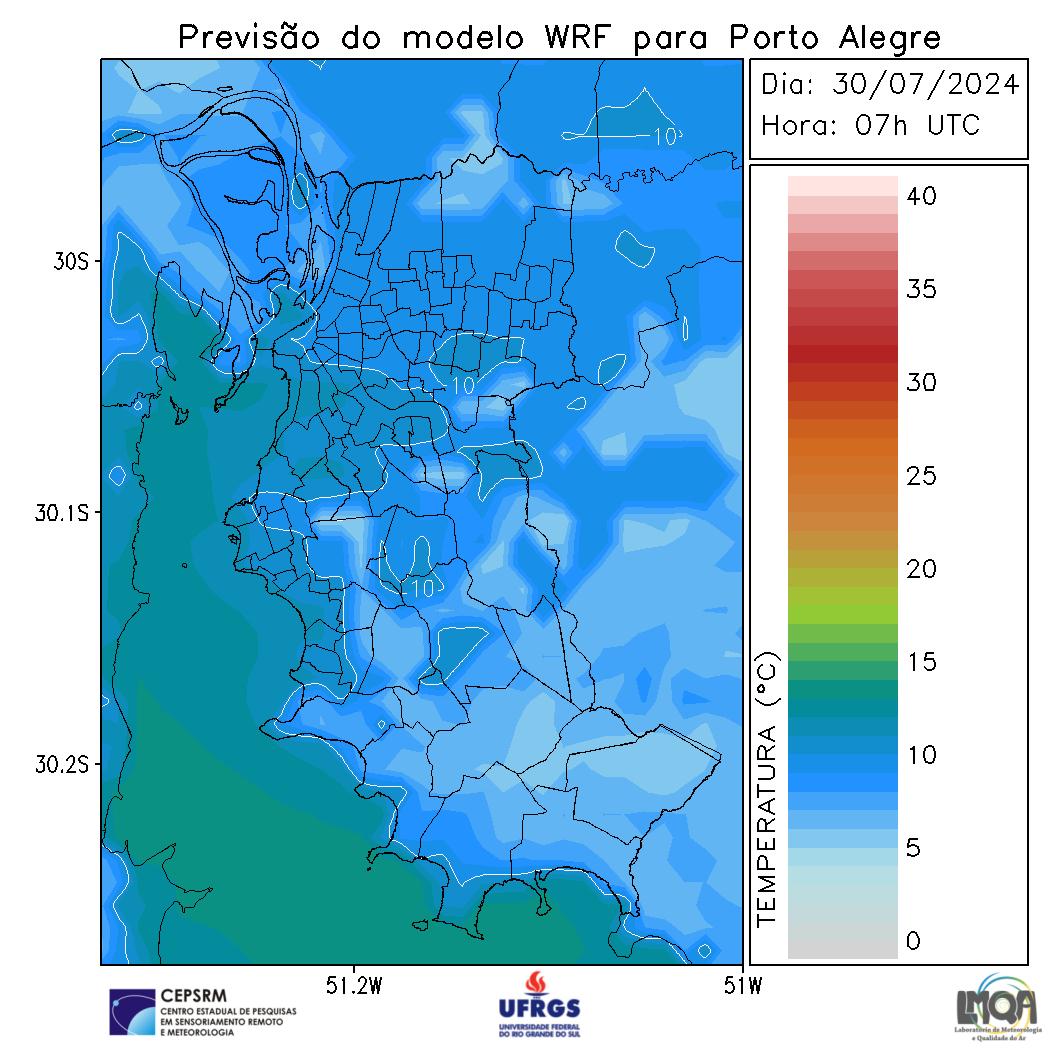 Previsão do modelo WRF para Porto Alegre
Dia: 30/07/2024
Hora: 07h UTC
30S
30.1S
30.2S
51.2W
51W
10
10
10
TEMPERATURA (°C)
40
35
30
25
20
15
10
5
0
CEPSRM
CENTRO ESTADUAL DE PESQUISAS
EM SENSORIAMENTO REMOTO
E METEOROLOGIA
UFRGS
UNIVERSIDADE FEDERAL
DO RIO GRANDE DO SUL
LMQA
Laboratório de Meteorologia
e Qualidade do Ar